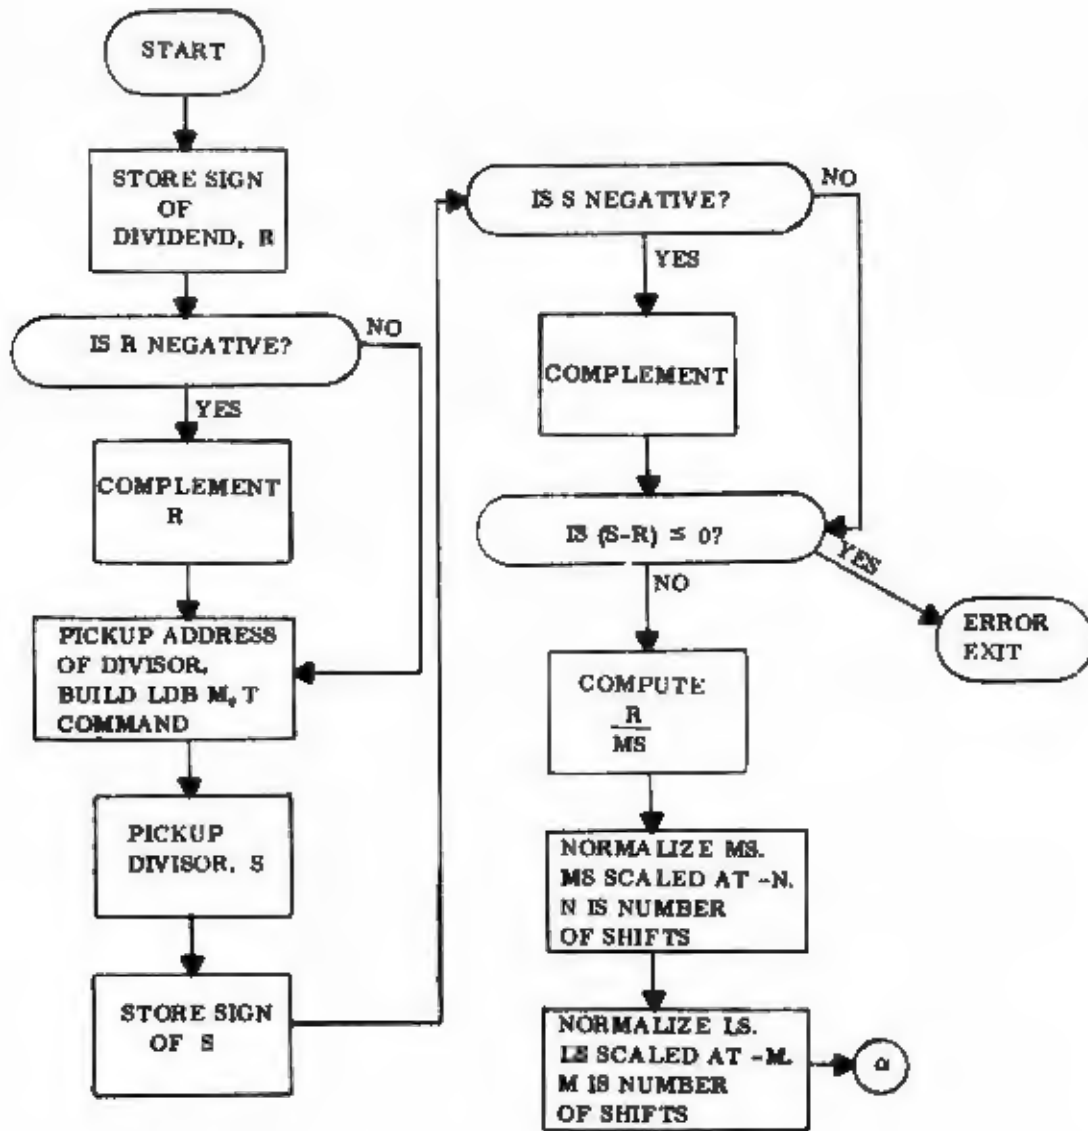 START
STORE SIGN
OF
DIVIDEND, R
IS R NEGATIVE?
NO
YES
COMPLEMENT
R
PICKUP ADDRESS
OF DIVISOR.
BUILD LDB M, T
COMMAND
PICKUP
DIVISOR. S
STORE SIGN
OF S
IS S NEGATIVE?
NO
YES
COMPLEMENT
IS (S-R) ≤ 0?
YES
NO
ERROR
EXIT
COMPUTE
R
MS
NORMALIZE MS.
MS SCALED AT -N.
N IS NUMBER
OF SHIFTS
NORMALIZE LS.
LS SCALED AT -M.
M IS NUMBER
OF SHIFTS
α